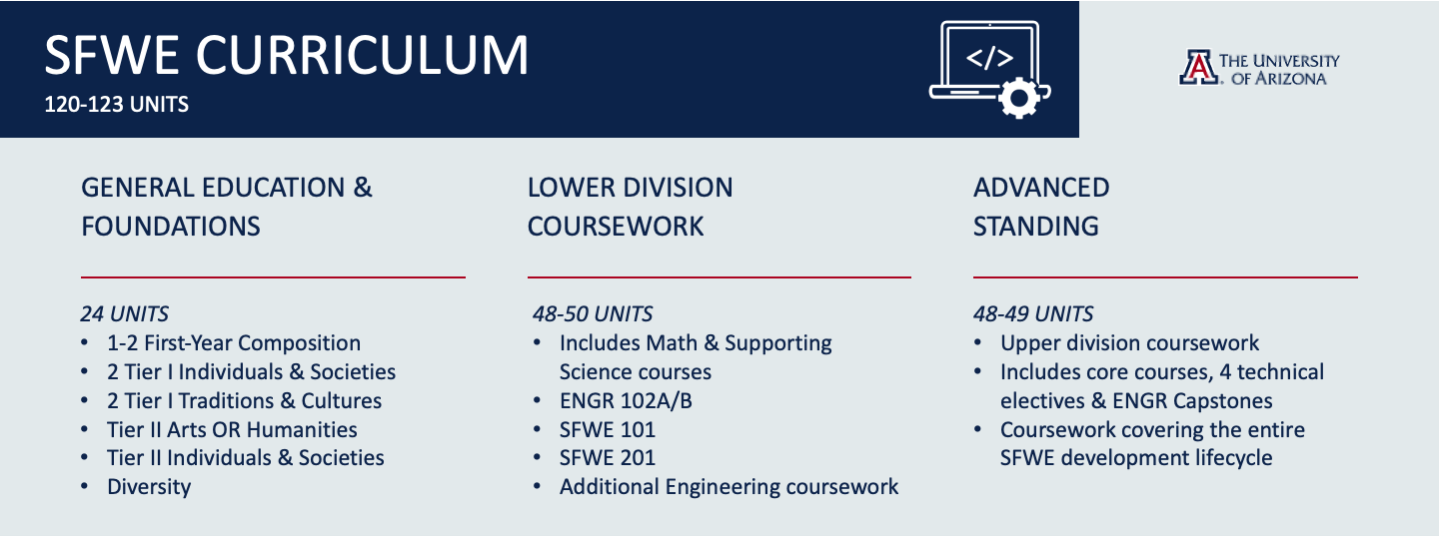 SFWE CURRICULUM
120-123 UNITS
</>
A
THE UNIVERSITY
OF ARIZONA
GENERAL EDUCATION &
FOUNDATIONS
24 UNITS
• 1-2 First-Year Composition
• 2 Tier I Individuals & Societies
• 2 Tier I Traditions & Cultures
• Tier II Arts OR Humanities
• Tier II Individuals & Societies
• Diversity
LOWER DIVISION
COURSEWORK
48-50 UNITS
• Includes Math & Supporting
Science courses
• ENGR 102A/B
• SFWE 101
• SFWE 201
• Additional Engineering coursework
ADVANCED
STANDING
48-49 UNITS
• Upper division coursework
• Includes core courses, 4 technical
electives & ENGR Capstones
• Coursework covering the entire
SFWE development lifecycle